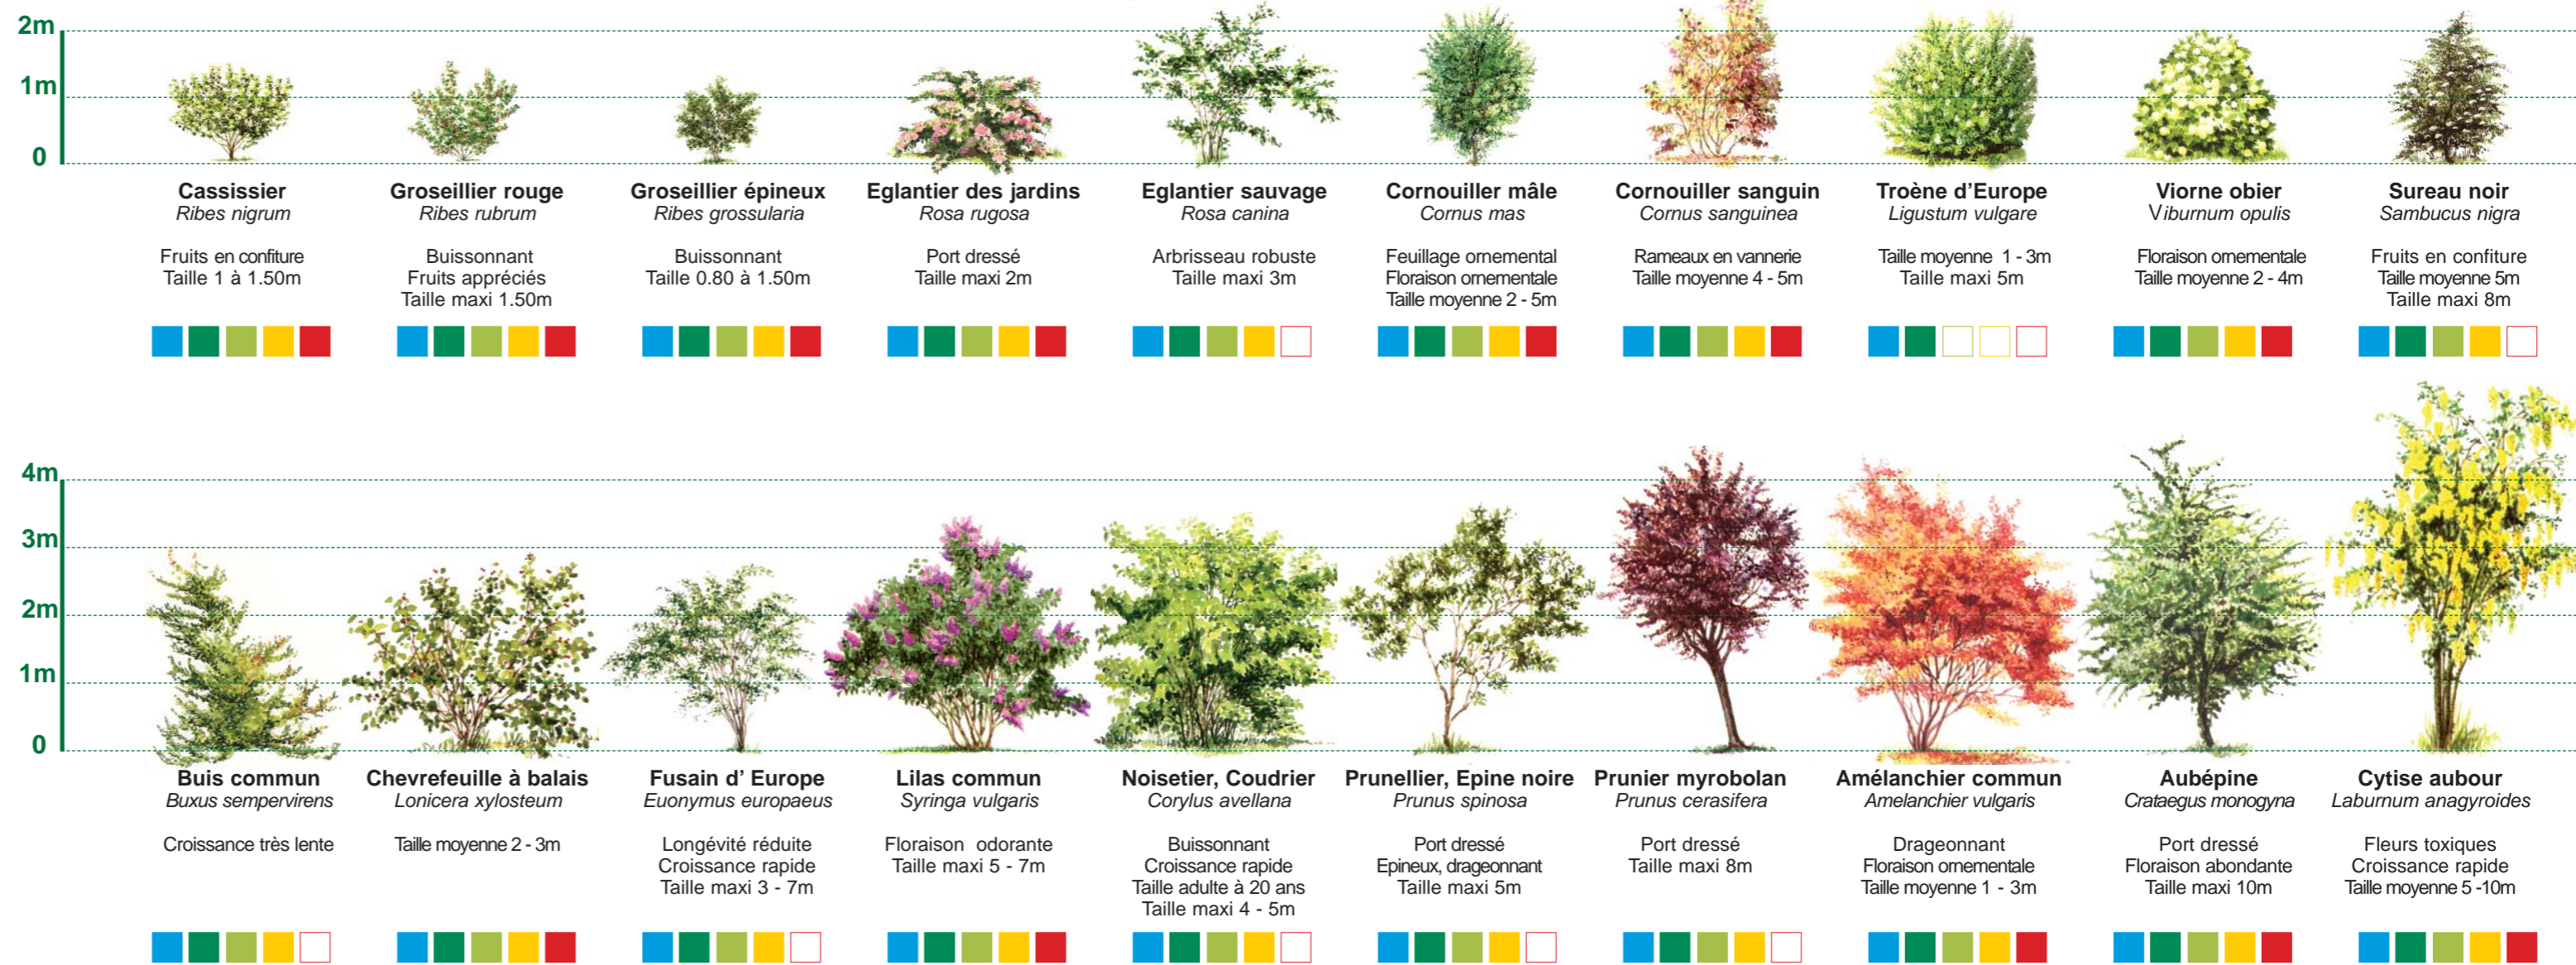 2m
1m
0
Cassissier
Ribes nigrum
Fruits en confiture
Taille 1 à 1.50m
Groseillier rouge
Ribes rubrum
Buissonnant
Fruits appréciés
Taille maxi 1.50m
Groseillier épineux
Ribes grossularia
Buissonnant
Taille 0.80 à 1.50m
Eglantier des jardins
Rosa rugosa
Port dressé
Taille maxi 2m
Eglantier sauvage
Rosa canina
Arbrisseau robuste
Taille maxi 3m
Cornouiller mâle
Cornus mas
Feuillage ornemental
Floraison ornementale
Taille moyenne 2 - 5m
Cornouiller sanguin
Cornus sanguinea
Rameaux en vannerie
Taille moyenne 4 - 5m
Troène d'Europe
Ligustum vulgare
Taille moyenne 1 - 3m
Taille maxi 5m
Viorne obier
Viburnum opulis
Floraison ornementale
Taille moyenne 2 - 4m
Sureau noir
Sambucus nigra
Fruits en confiture
Taille moyenne 5m
Taille maxi 8m
4m
3m
2m
1m
0
Buis commun
Buxus sempervirens
Croissance très lente
Chevrefeuille à balais
Lonicera xylosteum
Taille moyenne 2 - 3m
Fusain d' Europe
Euonymus europaeus
Longévité réduite
Croissance rapide
Taille maxi 3 - 7m
Lilas commun
Syringa vulgaris
Floraison odorante
Taille maxi 5 - 7m
Noisetier, Coudrier
Corylus avellana
Buissonnant
Croissance rapide
Taille adulte à 20 ans
Taille maxi 4 - 5m
Prunellier, Epine noire
Prunus spinosa
Port dressé
Epineux, drageonnant
Taille maxi 5m
Prunier myrobolan
Prunus cerasifera
Port dressé
Taille maxi 8m
Amélanchier commun
Amelanchier vulgaris
Drageonnant
Floraison ornementale
Taille moyenne 1 - 3m
Aubépine
Crataegus monogyna
Port dressé
Floraison abondante
Taille maxi 10m
Cytise aubour
Laburnum anagyroides
Fleurs toxiques
Croissance rapide
Taille moyenne 5 -10m